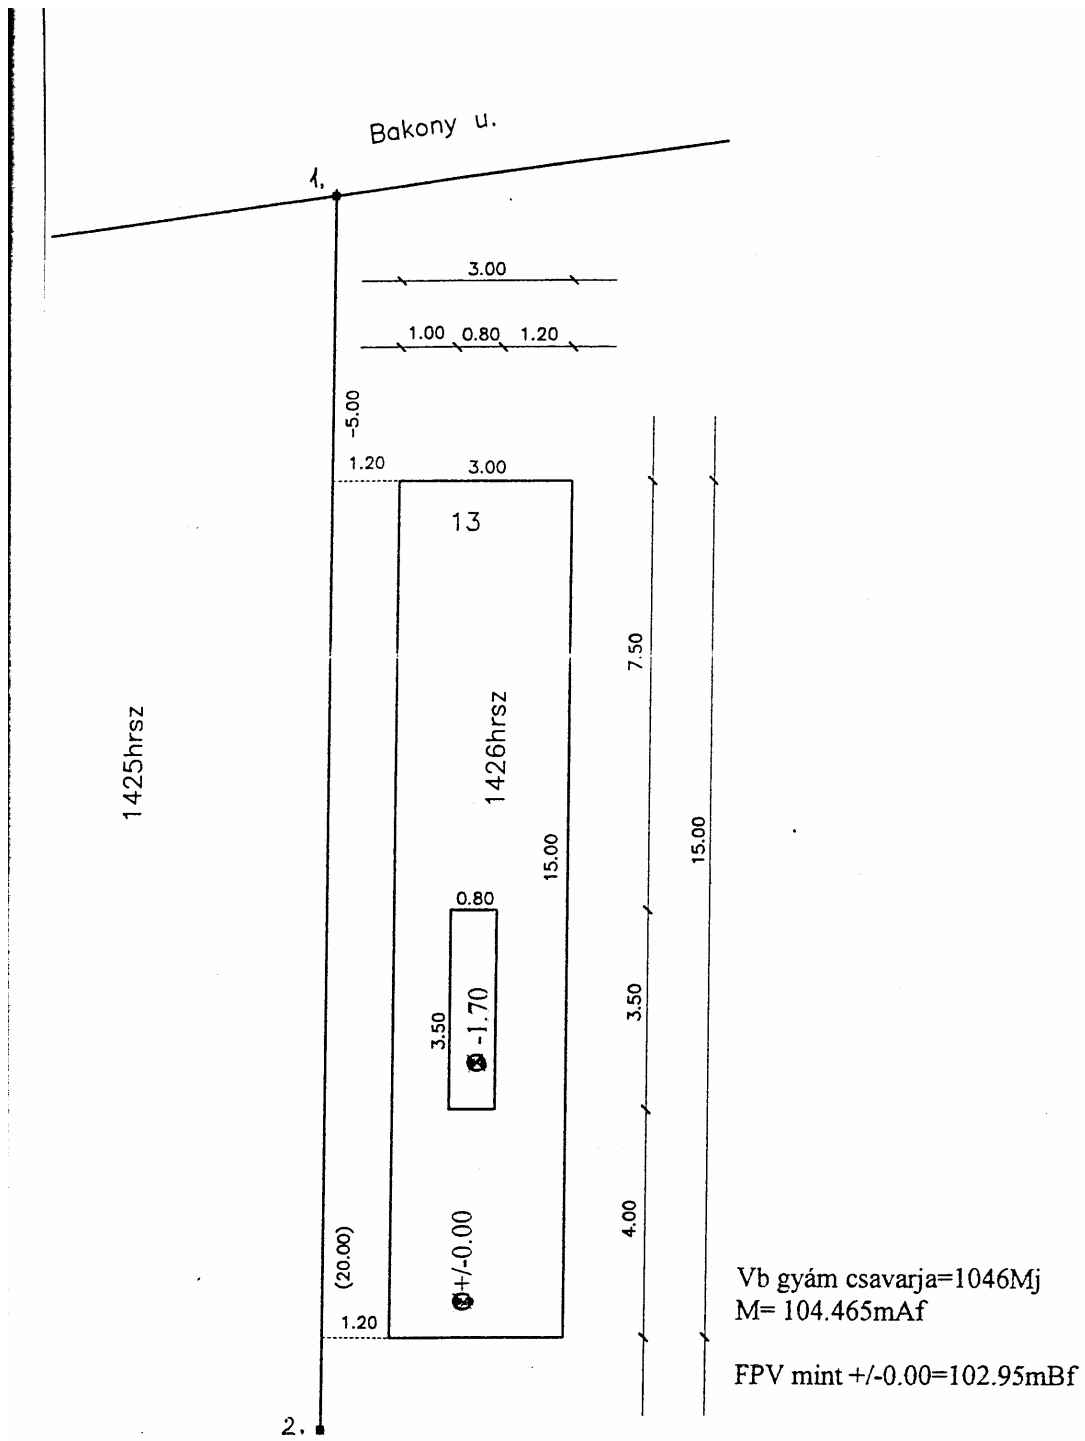 Bakony u.
1.
3.00
1.00 0.80 1.20
-5.00
1.20
3.00
13
7.50
1425hrsz
1426hrsz
15.00
15.00
0.80
3.50
-1.70
3.50
4.00
(20.00)
+/-0.00
1.20
Vb gyám csavarja=1046Mj
M= 104.465mAf
FPV mint +/-0.00=102.95mBf
2.